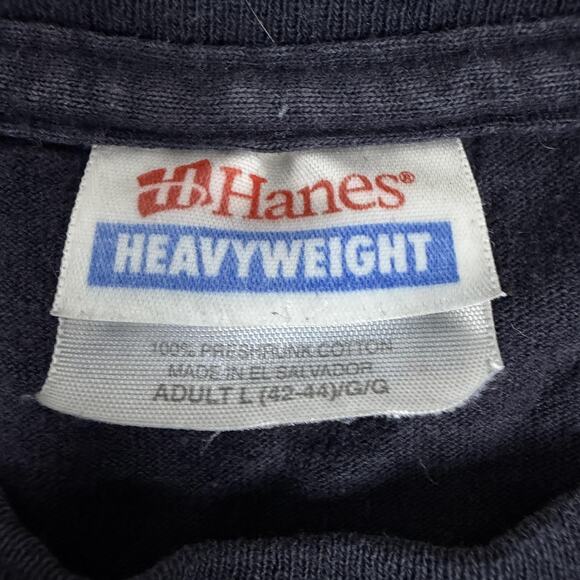 Hanes®
HEAVYWEIGHT
100% PRESHRUNK COTTON
MADE IN EL SALVADOR
ADULT L (42-44)/G/G